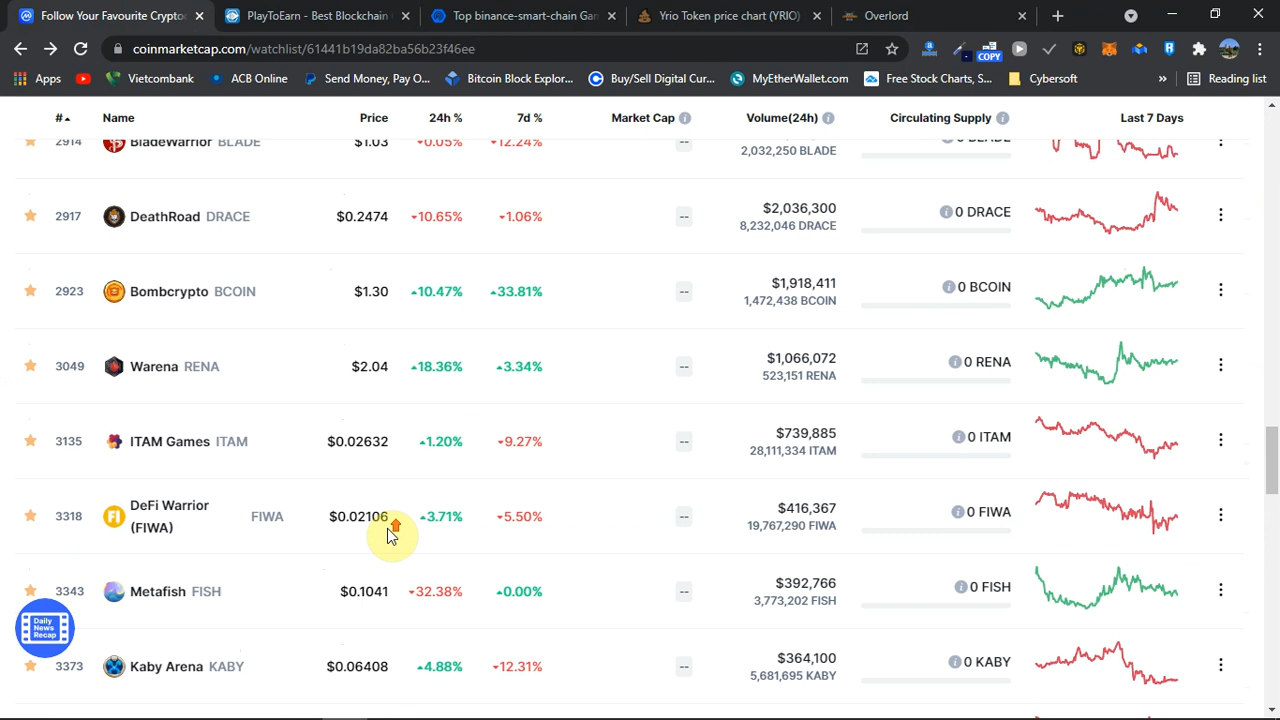 Follow Your Favourite Crypto
PlayToEarn - Best Blockchain
Top binance-smart-chain Gam
Yrio Token price chart (YRIO)
Overlord
coinmarketcap.com/watchlist/61441b19da82ba56b23f46ee
COPY
Apps
Vietcombank
ACB Online
Send Money, Pay O...
Bitcoin Block Explor...
Buy/Sell Digital Cur...
MyEtherWallet.com
Free Stock Charts, S...
Cybersoft
»
Reading list
# Name Price 24h % 7d % Market Cap Volume(24h) Circulating Supply Last 7 Days
2914 BladeWarrior BLADE $1.03 0.05% 12.24% -- 0 BLADE
2,032,250 BLADE
2917 DeathRoad DRACE $0.2474 10.65% 1.06% -- $2,036,300 0 DRACE
8,232,046 DRACE
2923 Bombcrypto BCOIN $1.30 10.47% 33.81% -- $1,918,411 0 BCOIN
1,472,438 BCOIN
3049 Warena RENA $2.04 18.36% 3.34% -- $1,066,072 0 RENA
523,151 RENA
3135 ITAM Games ITAM $0.02632 1.20% 9.27% -- $739,885 0 ITAM
28,111,334 ITAM
3318 DeFi Warrior (FIWA) FIWA $0.02106 3.71% 5.50% -- $416,367 0 FIWA
19,767,290 FIWA
3343 Metafish FISH $0.1041 32.38% 0.00% -- $392,766 0 FISH
3,773,202 FISH
Daily
News
Recap
3373 Kaby Arena KABY $0.06408 4.88% 12.31% -- $364,100 0 KABY
5,681,695 KABY